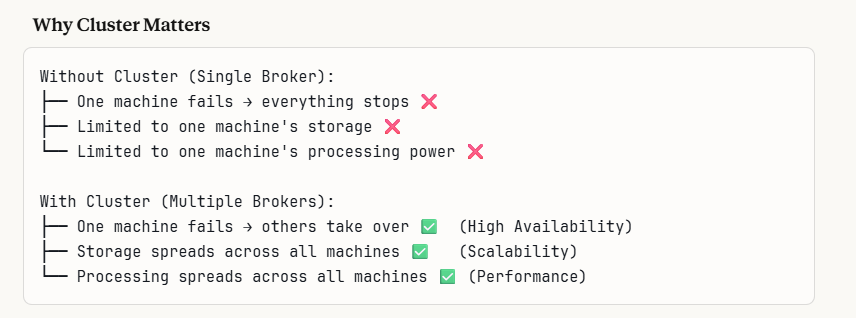 Why Cluster Matters
Without Cluster (Single Broker):
├── One machine fails → everything stops ❌
├── Limited to one machine's storage ❌
└── Limited to one machine's processing power ❌
With Cluster (Multiple Brokers):
├── One machine fails → others take over ✅  (High Availability)
├── Storage spreads across all machines ✅   (Scalability)
└── Processing spreads across all machines ✅ (Performance)